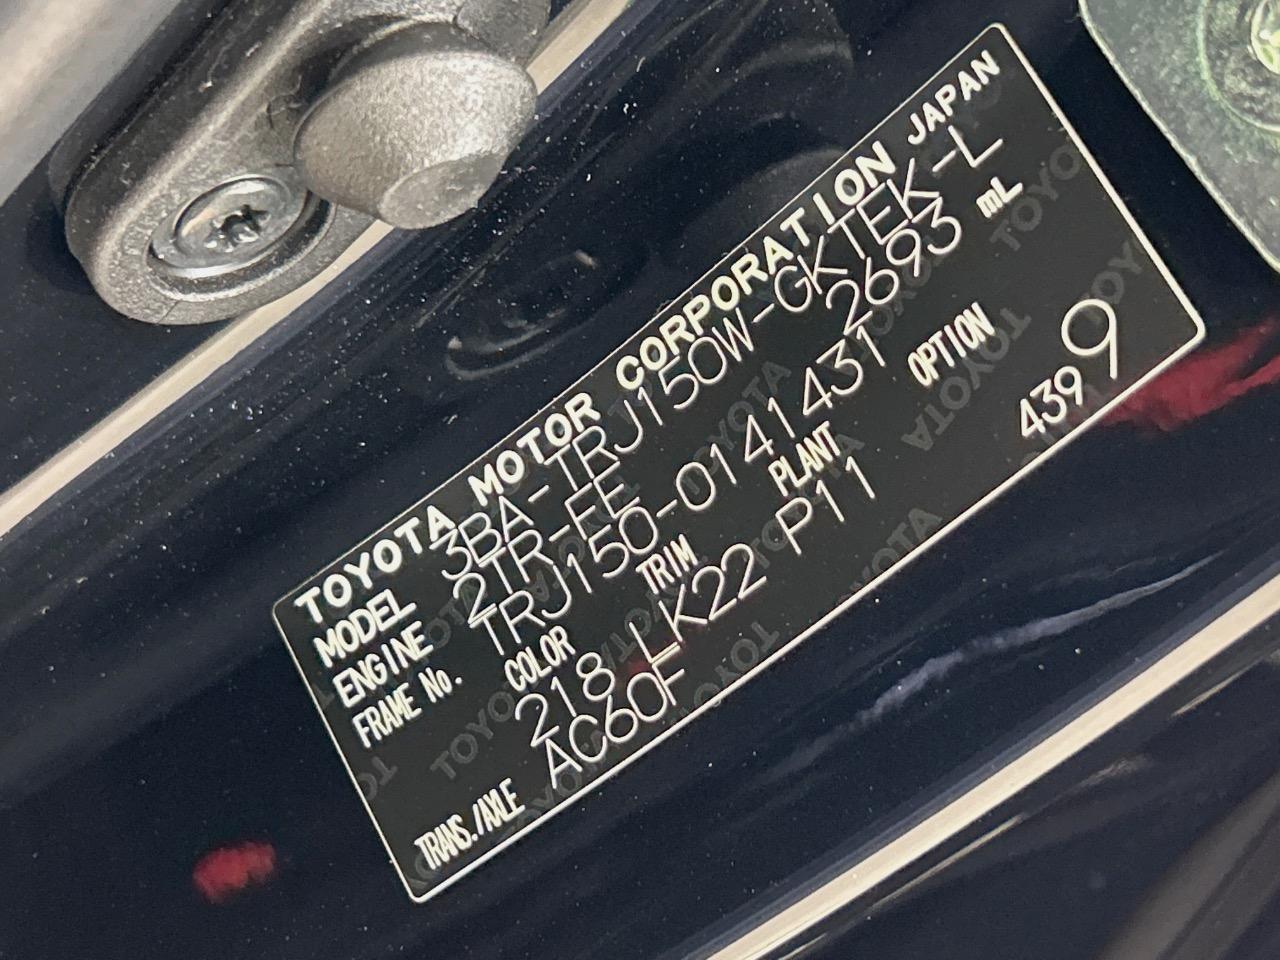 TOYOTA MOTOR CORPORATION JAPAN
MODEL 3BA-TRJ150W-GKTEK-L
ENGINE 2TR-FE 2693 mL
FRAME No. TRJ150-0141431
COLOR TRIM PLANT OPTION
218 LK22 P11 439 9
TRANS./AXLE AC60F